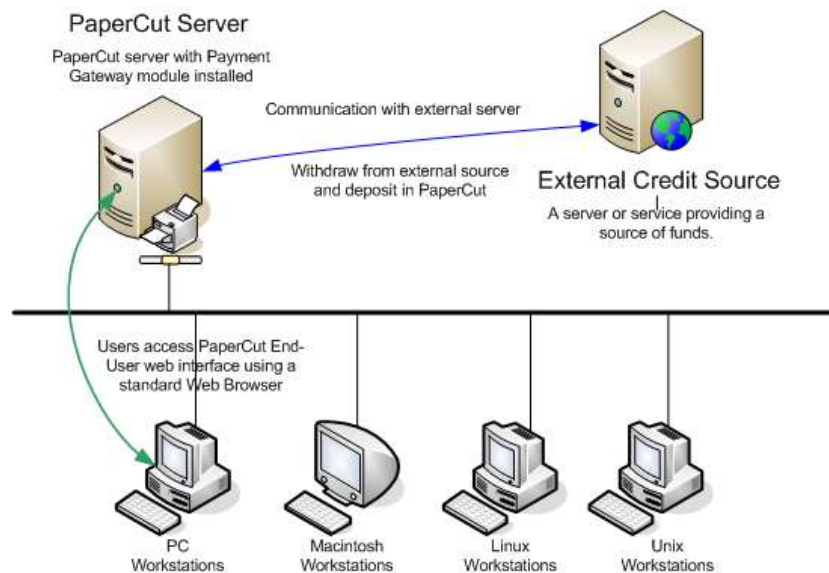 PaperCut Server
PaperCut server with Payment
Gateway module installed
Communication with external server
Withdraw from external source
and deposit in PaperCut
External Credit Source
A server or service providing a
source of funds.
Users access PaperCut End-
User web interface using a
standard Web Browser
PC
Workstations
Macintosh
Workstations
Linux
Workstations
Unix
Workstations